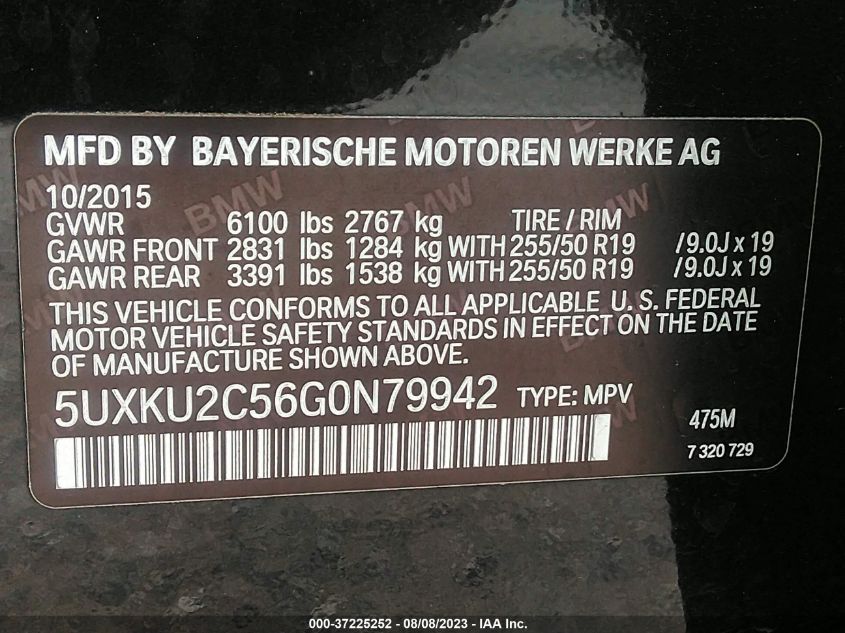 MFD BY BAYERISCHE MOTOREN WERKE AG
10/2015
GVWR 6100 lbs 2767 kg TIRE / RIM
GAWR FRONT 2831 lbs 1284 kg WITH 255/50 R19 /9.0J x 19
GAWR REAR 3391 lbs 1538 kg WITH 255/50 R19 /9.0J x 19
THIS VEHICLE CONFORMS TO ALL APPLICABLE U.S. FEDERAL
MOTOR VEHICLE SAFETY STANDARDS IN EFFECT ON THE DATE
OF MANUFACTURE SHOWN ABOVE.
5UXKU2C56G0N79942 TYPE: MPV
475M
7 320 729
BMW
BMW
000-37225252 - 08/08/2023 - IAA Inc.